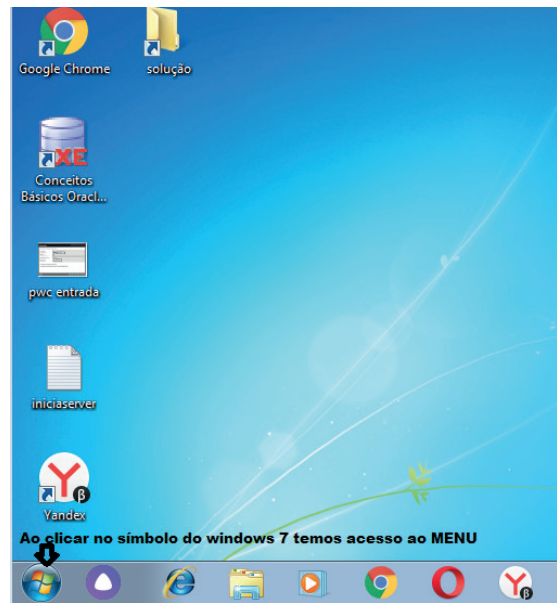 Google Chrome
solução
XE
Conceitos
Básicos Oracl...
pwc entrada
iniciaserver
Y
β
Yandex
Ao clicar no símbolo do windows 7 temos acesso ao MENU
Y
β